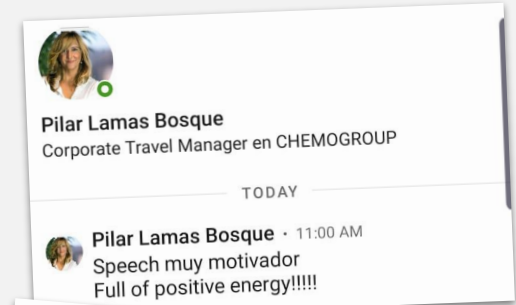 Pilar Lamas Bosque
Corporate Travel Manager en CHEMOGROUP
TODAY
Pilar Lamas Bosque · 11:00 AM
Speech muy motivador
Full of positive energy!!!!!